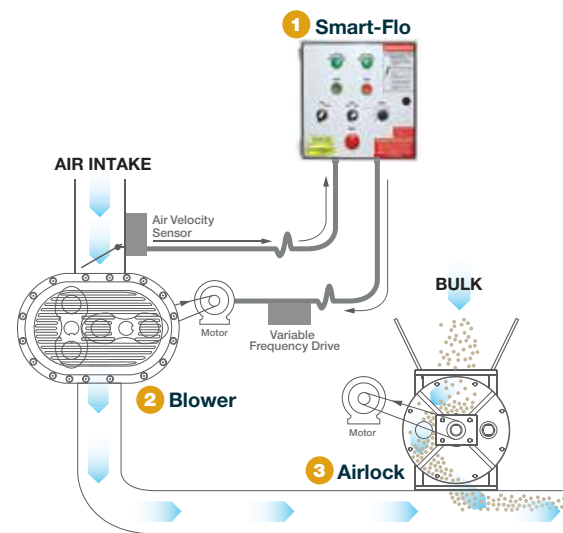 1 Smart-Flo
AIR INTAKE
Air Velocity
Sensor
BULK
Motor
Variable
Frequency Drive
2 Blower
Motor
3 Airlock